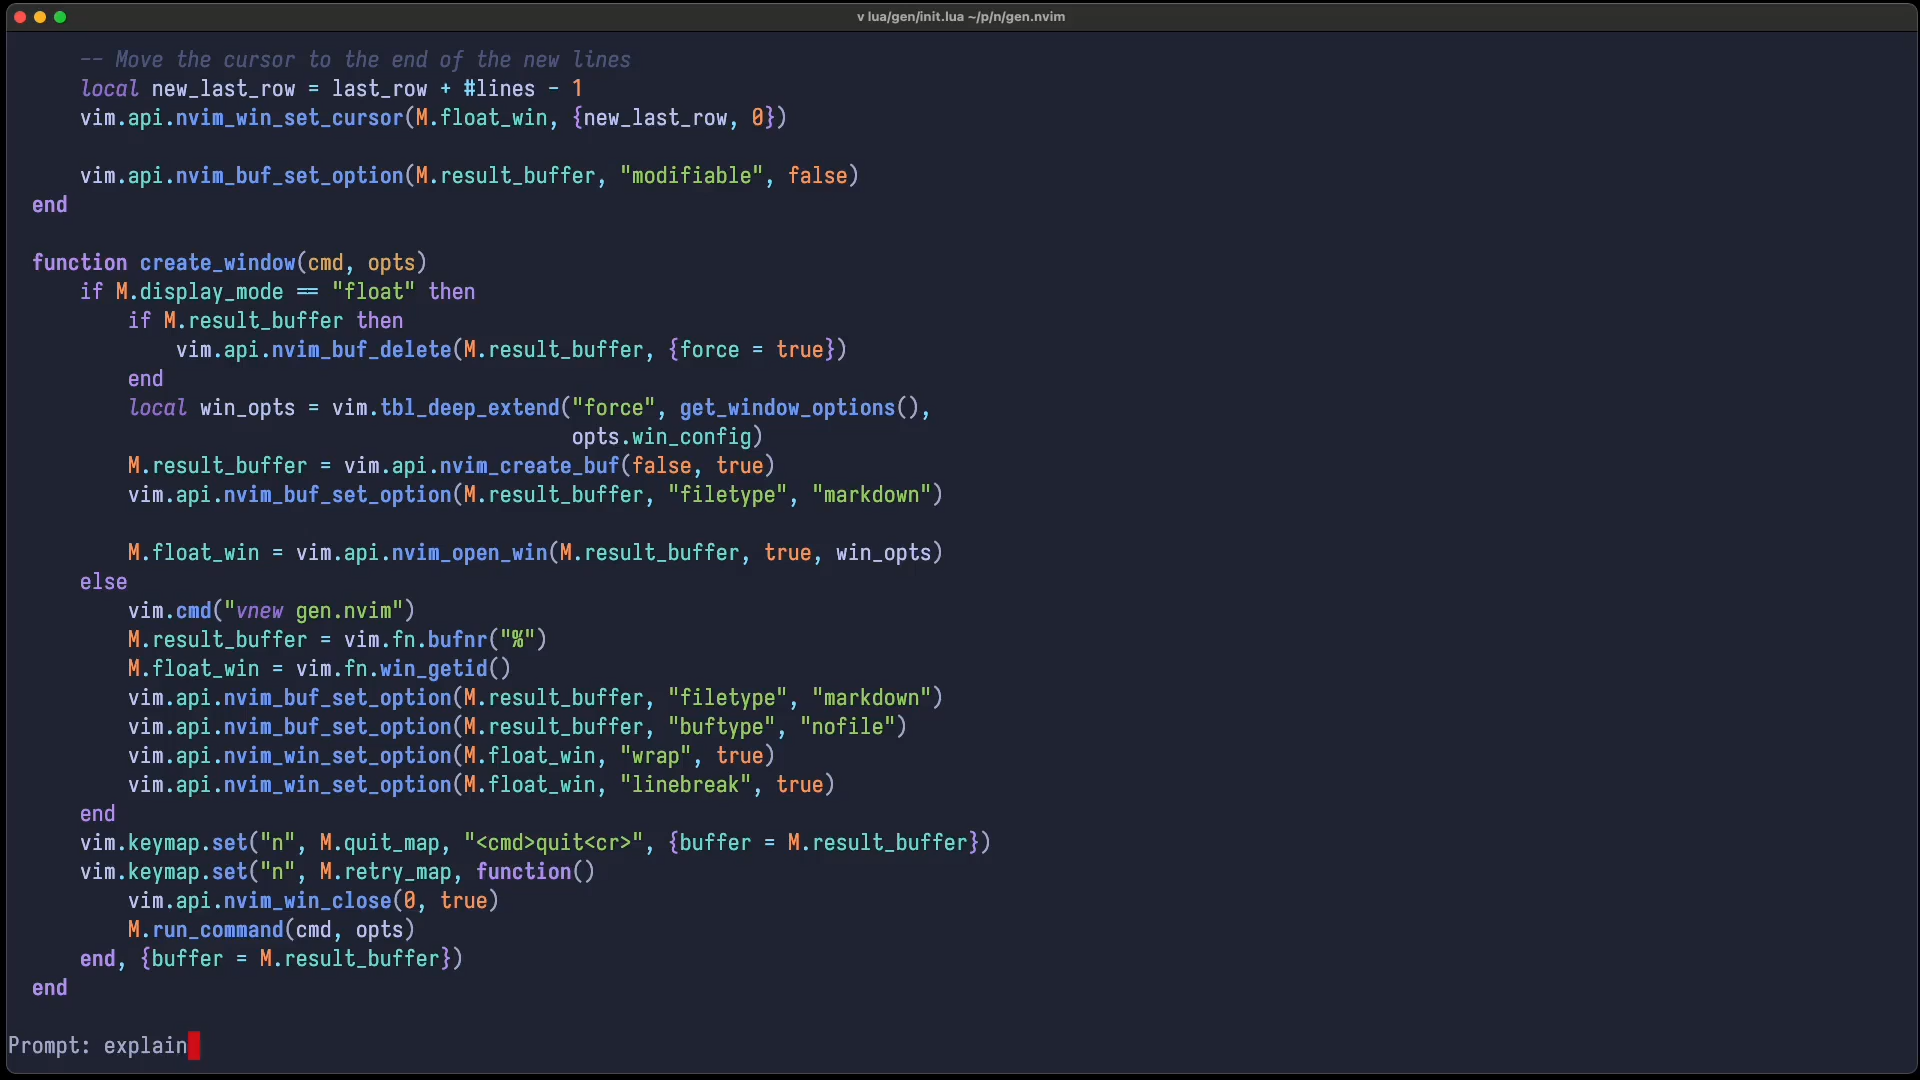 v lua/gen/init.lua ~/p/n/gen.nvim
    -- Move the cursor to the end of the new lines
    local new_last_row = last_row + #lines - 1
    vim.api.nvim_win_set_cursor(M.float_win, {new_last_row, 0})

    vim.api.nvim_buf_set_option(M.result_buffer, "modifiable", false)
end

function create_window(cmd, opts)
    if M.display_mode == "float" then
        if M.result_buffer then
            vim.api.nvim_buf_delete(M.result_buffer, {force = true})
        end
        local win_opts = vim.tbl_deep_extend("force", get_window_options(),
                                             opts.win_config)
        M.result_buffer = vim.api.nvim_create_buf(false, true)
        vim.api.nvim_buf_set_option(M.result_buffer, "filetype", "markdown")

        M.float_win = vim.api.nvim_open_win(M.result_buffer, true, win_opts)
    else
        vim.cmd("vnew gen.nvim")
        M.result_buffer = vim.fn.bufnr("%")
        M.float_win = vim.fn.win_getid()
        vim.api.nvim_buf_set_option(M.result_buffer, "filetype", "markdown")
        vim.api.nvim_buf_set_option(M.result_buffer, "buftype", "nofile")
        vim.api.nvim_win_set_option(M.float_win, "wrap", true)
        vim.api.nvim_win_set_option(M.float_win, "linebreak", true)
    end
    vim.keymap.set("n", M.quit_map, "<cmd>quit<cr>", {buffer = M.result_buffer})
    vim.keymap.set("n", M.retry_map, function()
        vim.api.nvim_win_close(0, true)
        M.run_command(cmd, opts)
    end, {buffer = M.result_buffer})
end

Prompt: explain